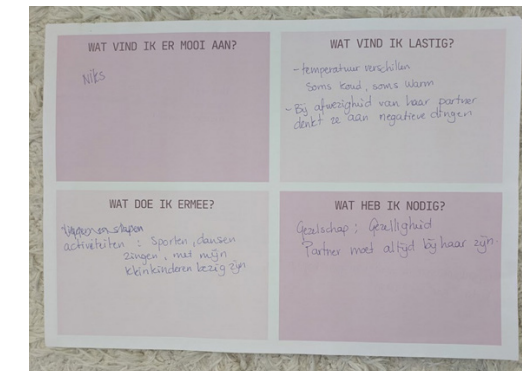 WAT VIND IK ER MOOI AAN?
Niks
WAT VIND IK LASTIG?
- temperatuur verschillen
Soms koud, soms warm
- Bij afwezigheid van haar partner
denkt ze aan negatieve dingen
WAT DOE IK ERMEE?
activiteiten : Sporten, dansen
zingen, met mijn
kleinkinderen bezig zijn
WAT HEB IK NODIG?
Gezelschap : Gezelligheid
Partner moet altijd bij haar zijn.